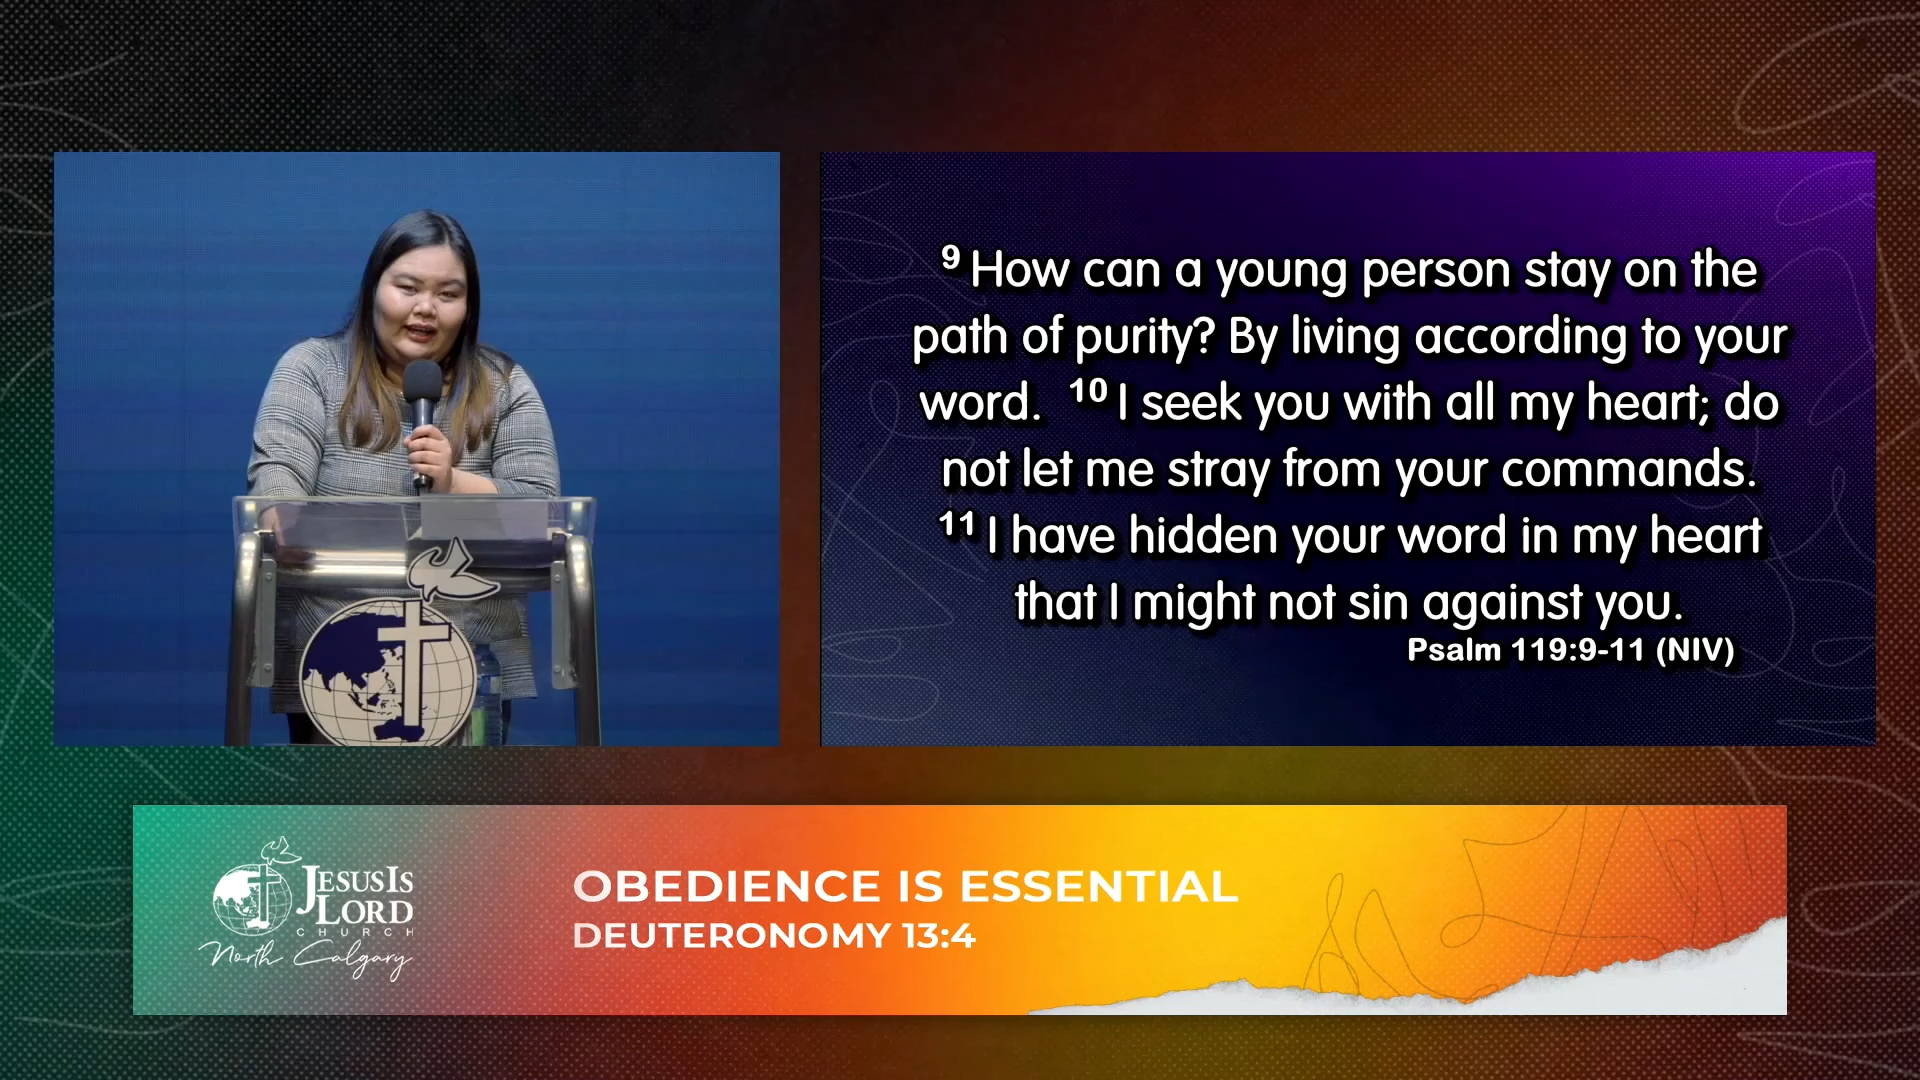 9 How can a young person stay on the
path of purity? By living according to your
word. 10 I seek you with all my heart; do
not let me stray from your commands.
11 I have hidden your word in my heart
that I might not sin against you.
Psalm 119:9-11 (NIV)
JESUS IS
LORD
CHURCH
North Calgary
OBEDIENCE IS ESSENTIAL
DEUTERONOMY 13:4